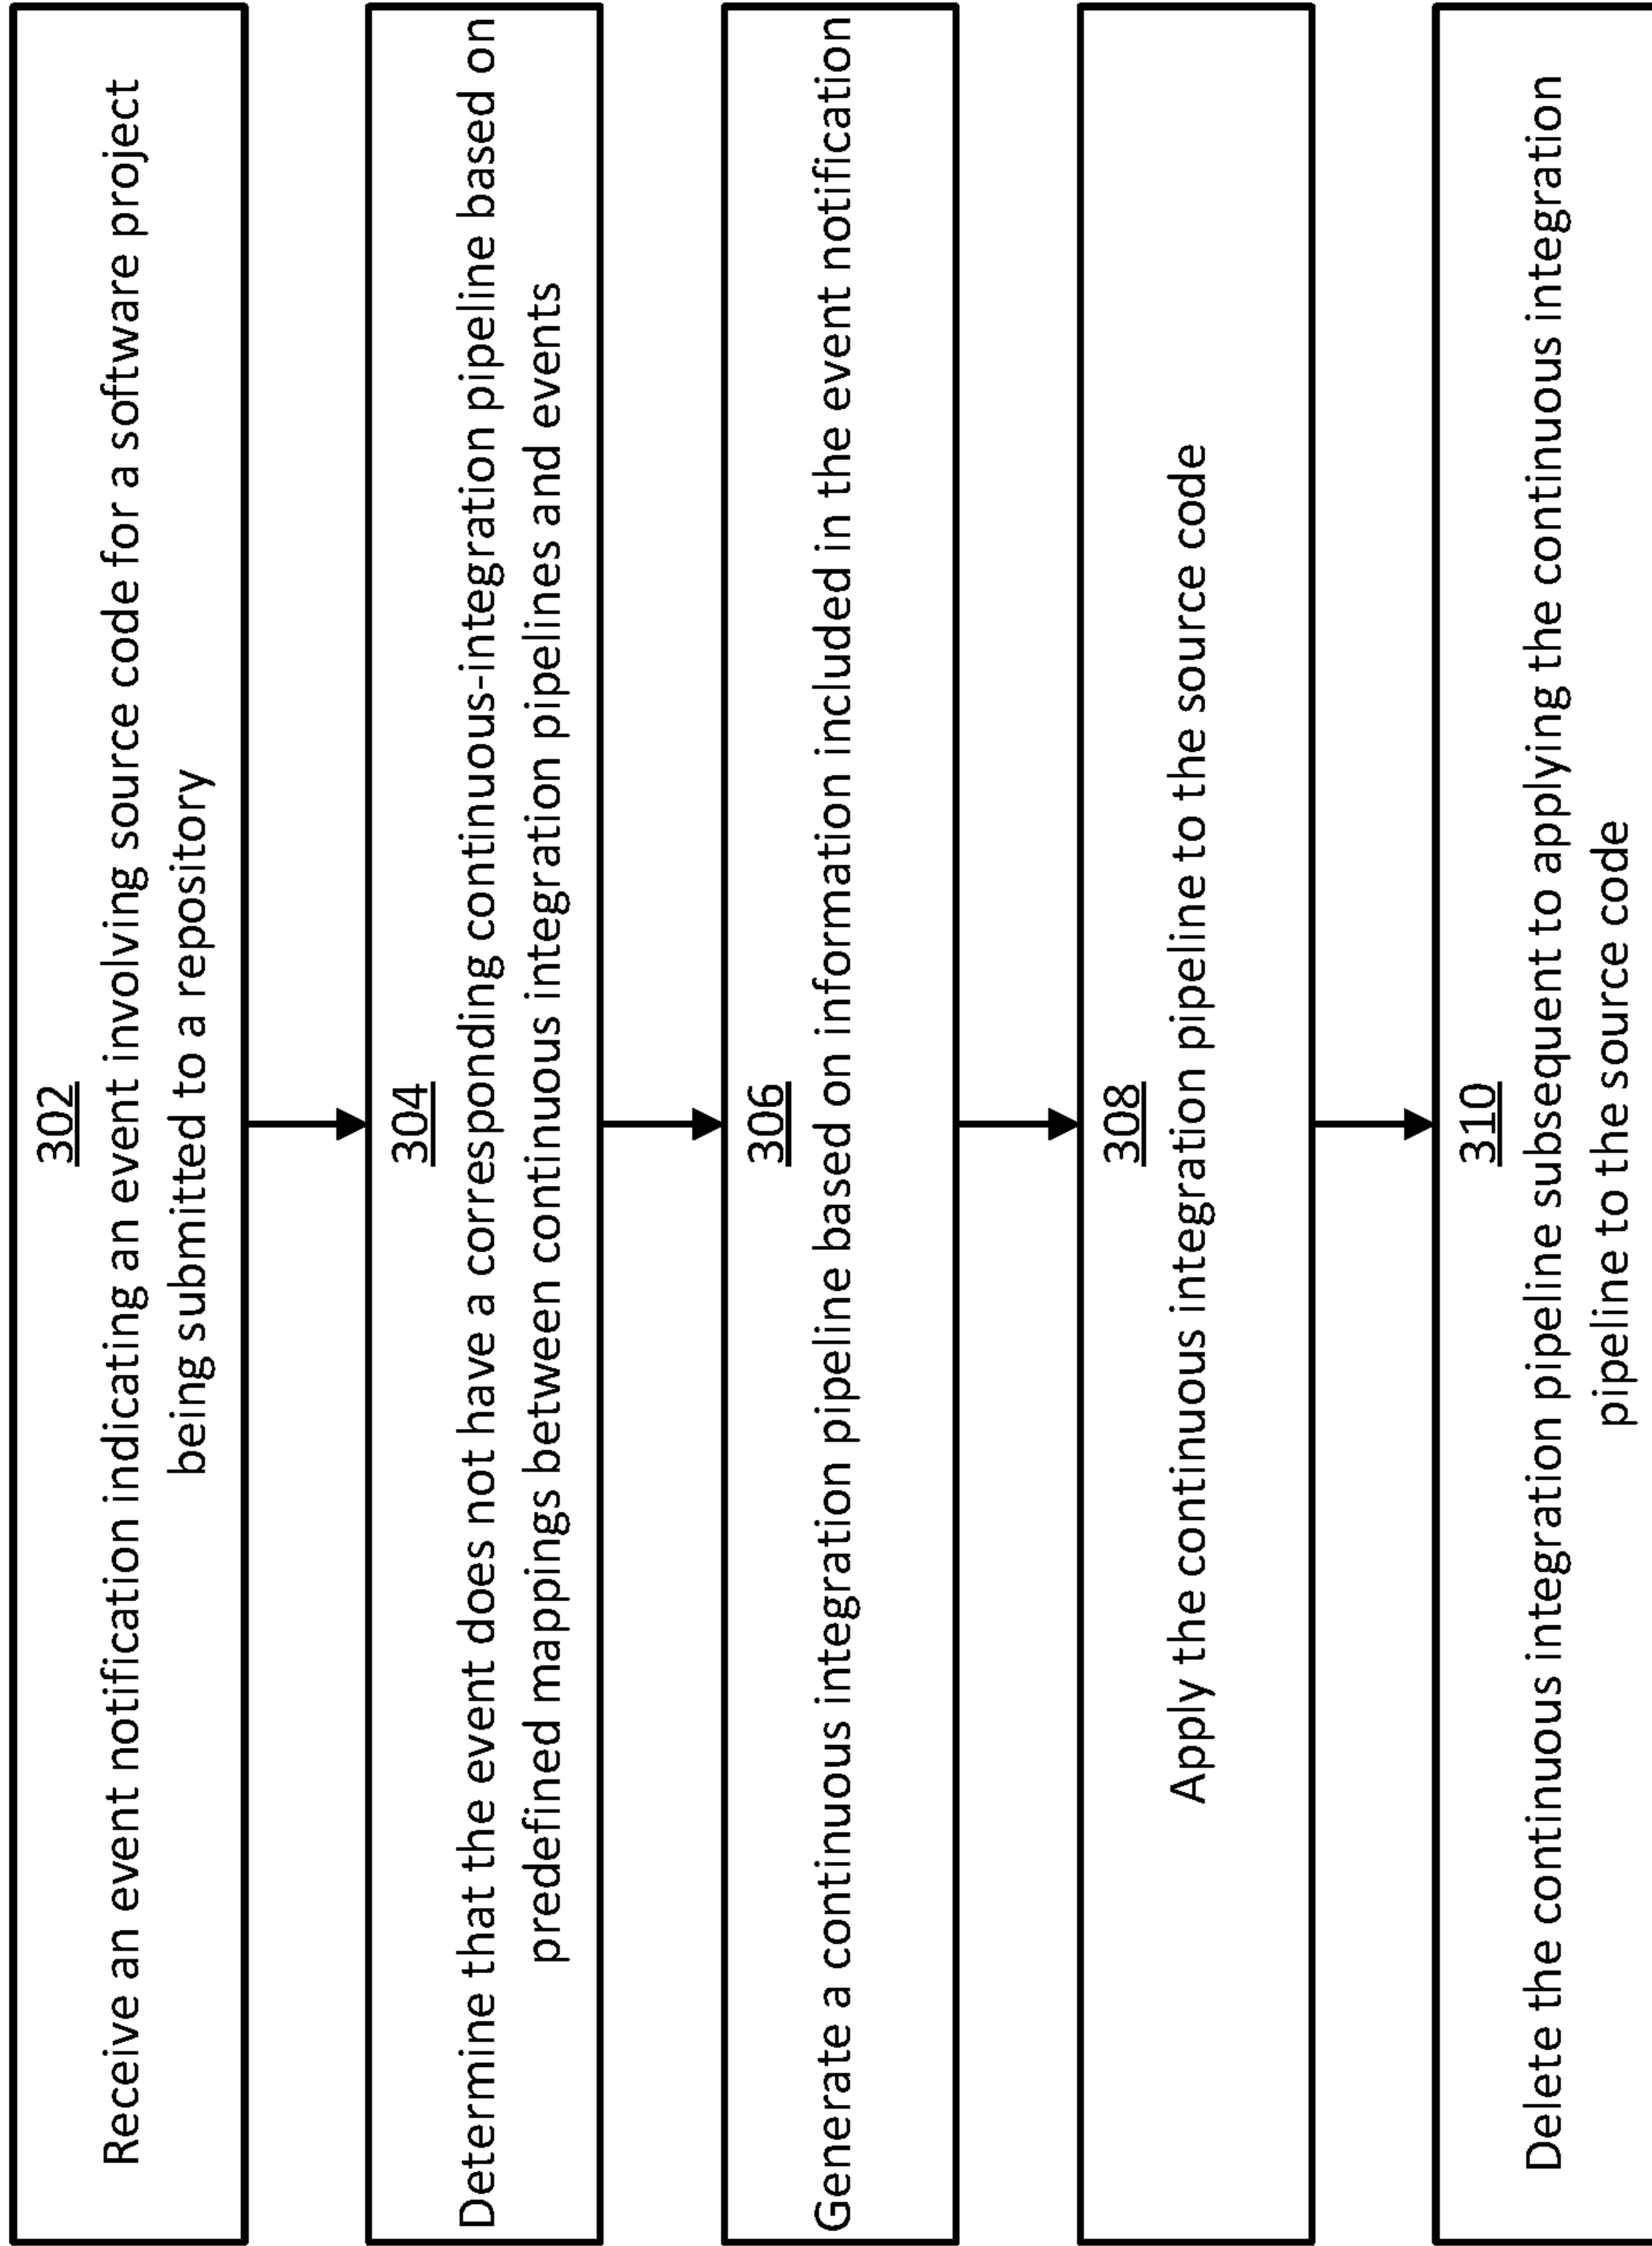 302
Receive an event notification indicating an event involving source code for a software project
being submitted to a repository
304
Determine that the event does not have a corresponding continuous-integration pipeline based on
predefined mappings between continuous integration pipelines and events
306
Generate a continuous integration pipeline based on information included in the event notification
308
Apply the continuous integration pipeline to the source code
310
Delete the continuous integration pipeline subsequent to applying the continuous integration
pipeline to the source code